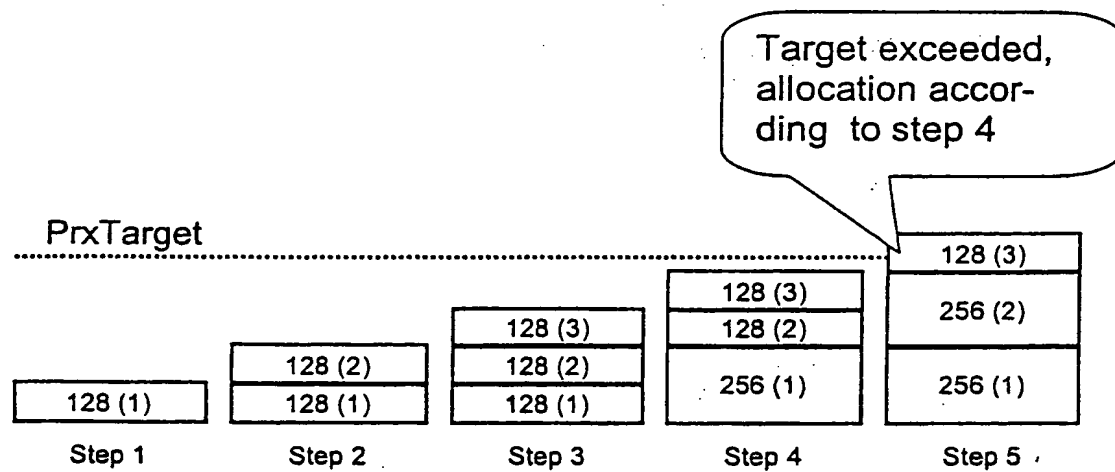 Target exceeded,
allocation accor-
ding to step 4
PrxTarget
128 (1)
Step 1
128 (2)
128 (1)
Step 2
128 (3)
128 (2)
128 (1)
Step 3
128 (3)
128 (2)
256 (1)
Step 4
128 (3)
256 (2)
256 (1)
Step 5